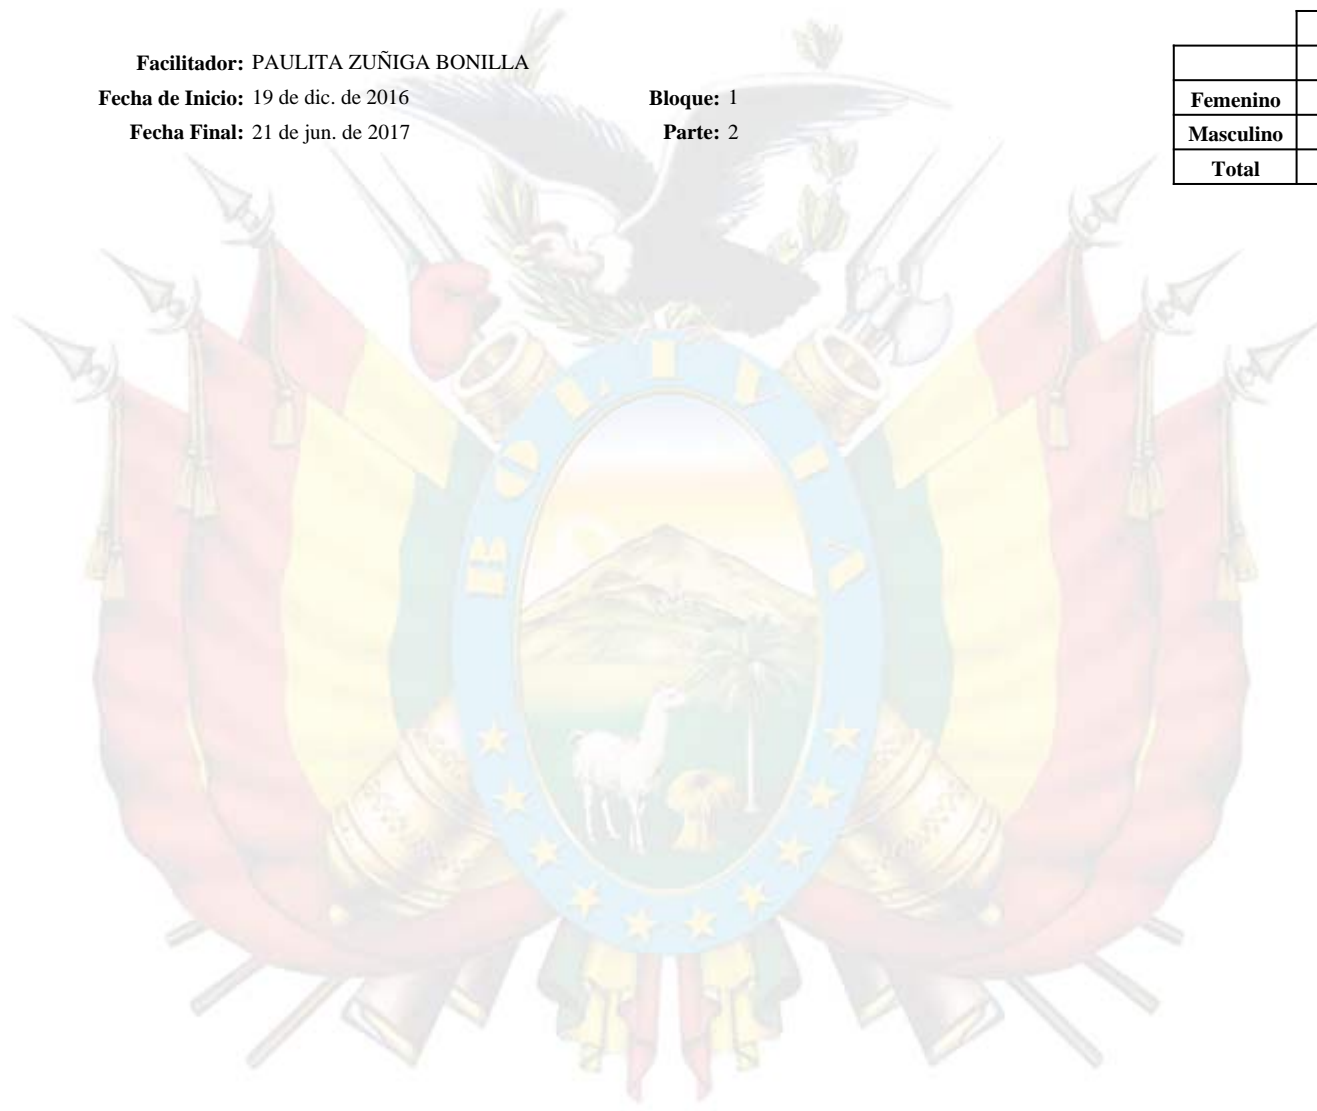 Facilitador: PAULITA ZUÑIGA BONILLA
Fecha de Inicio: 19 de dic. de 2016 Bloque: 1
Fecha Final: 21 de jun. de 2017 Parte: 2
Femenino
Masculino
Total
BOLIVIA